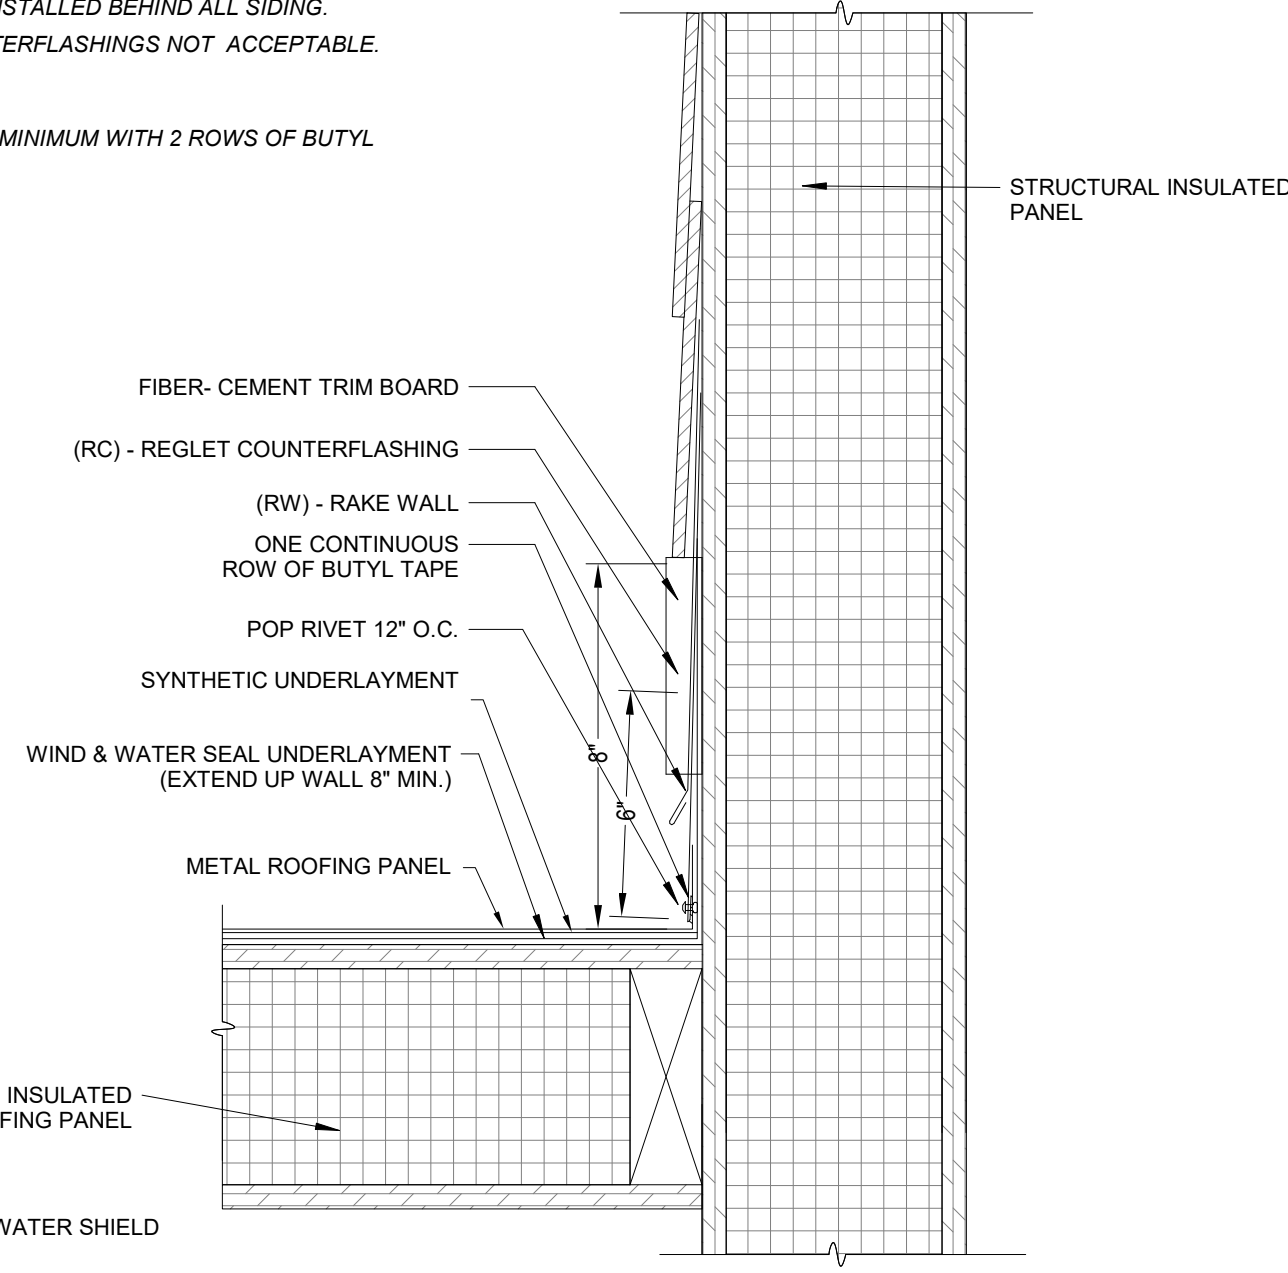 NSTALLED BEHIND ALL SIDING.
TERFLASHINGS NOT ACCEPTABLE.
MINIMUM WITH 2 ROWS OF BUTYL
STRUCTURAL INSULATED
PANEL
FIBER- CEMENT TRIM BOARD
(RC) - REGLET COUNTERFLASHING
(RW) - RAKE WALL
ONE CONTINUOUS
ROW OF BUTYL TAPE
POP RIVET 12" O.C.
SYNTHETIC UNDERLAYMENT
WIND & WATER SEAL UNDERLAYMENT
(EXTEND UP WALL 8" MIN.)
8"
6"
METAL ROOFING PANEL
INSULATED
FING PANEL
WATER SHIELD